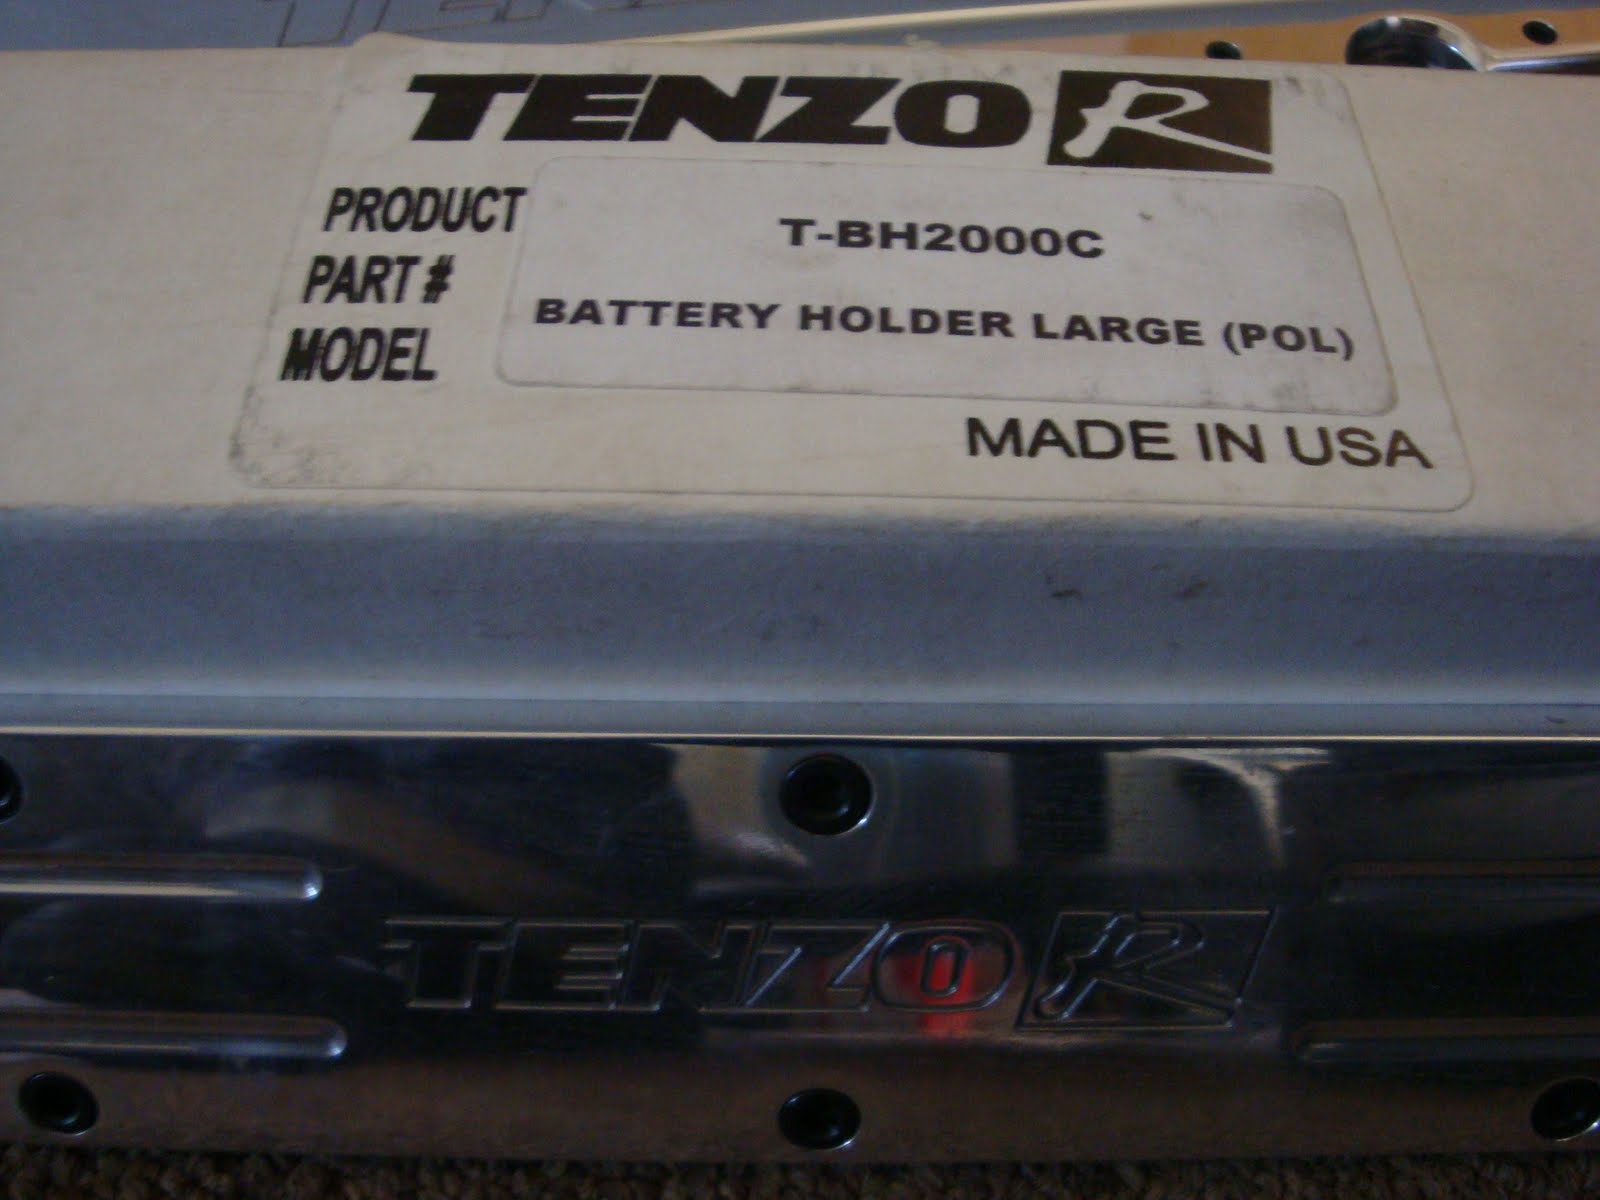 TENZO R
PRODUCT
PART #
MODEL
T-BH2000C
BATTERY HOLDER LARGE (POL)
MADE IN USA
TENZO R